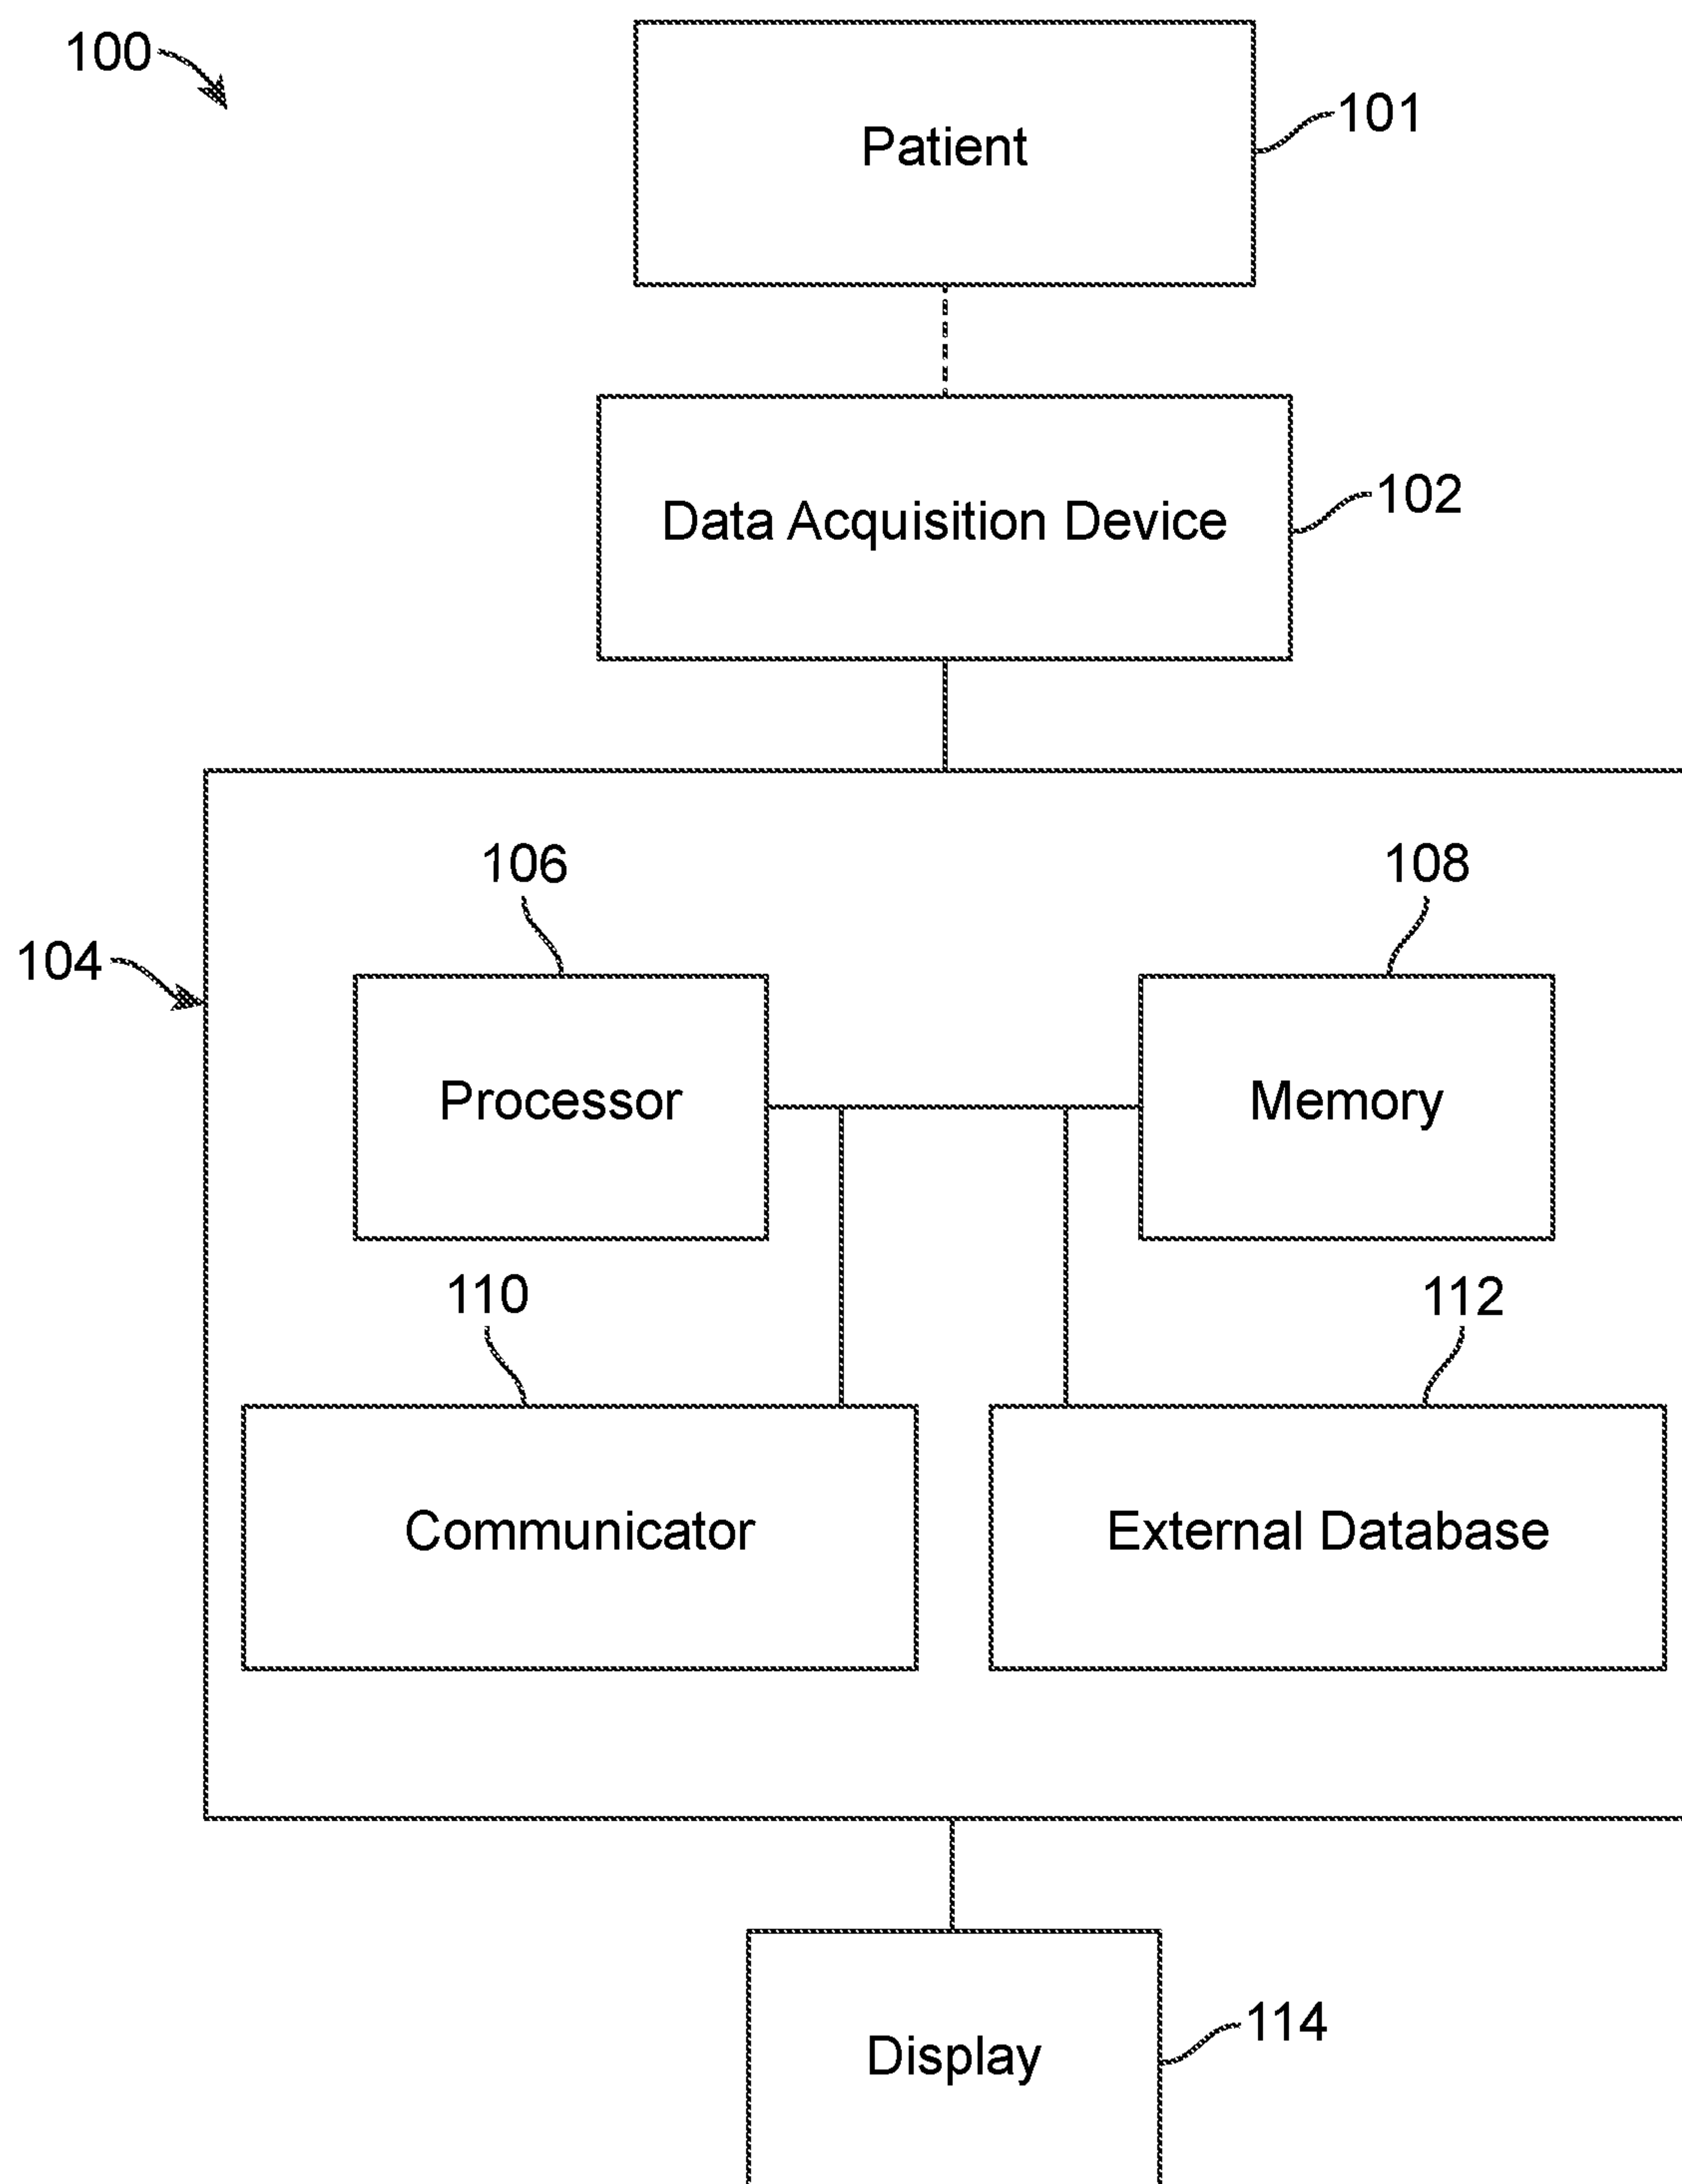 100
Patient
101
Data Acquisition Device
102
106
108
104
Processor
Memory
110
112
Communicator
External Database
Display
114